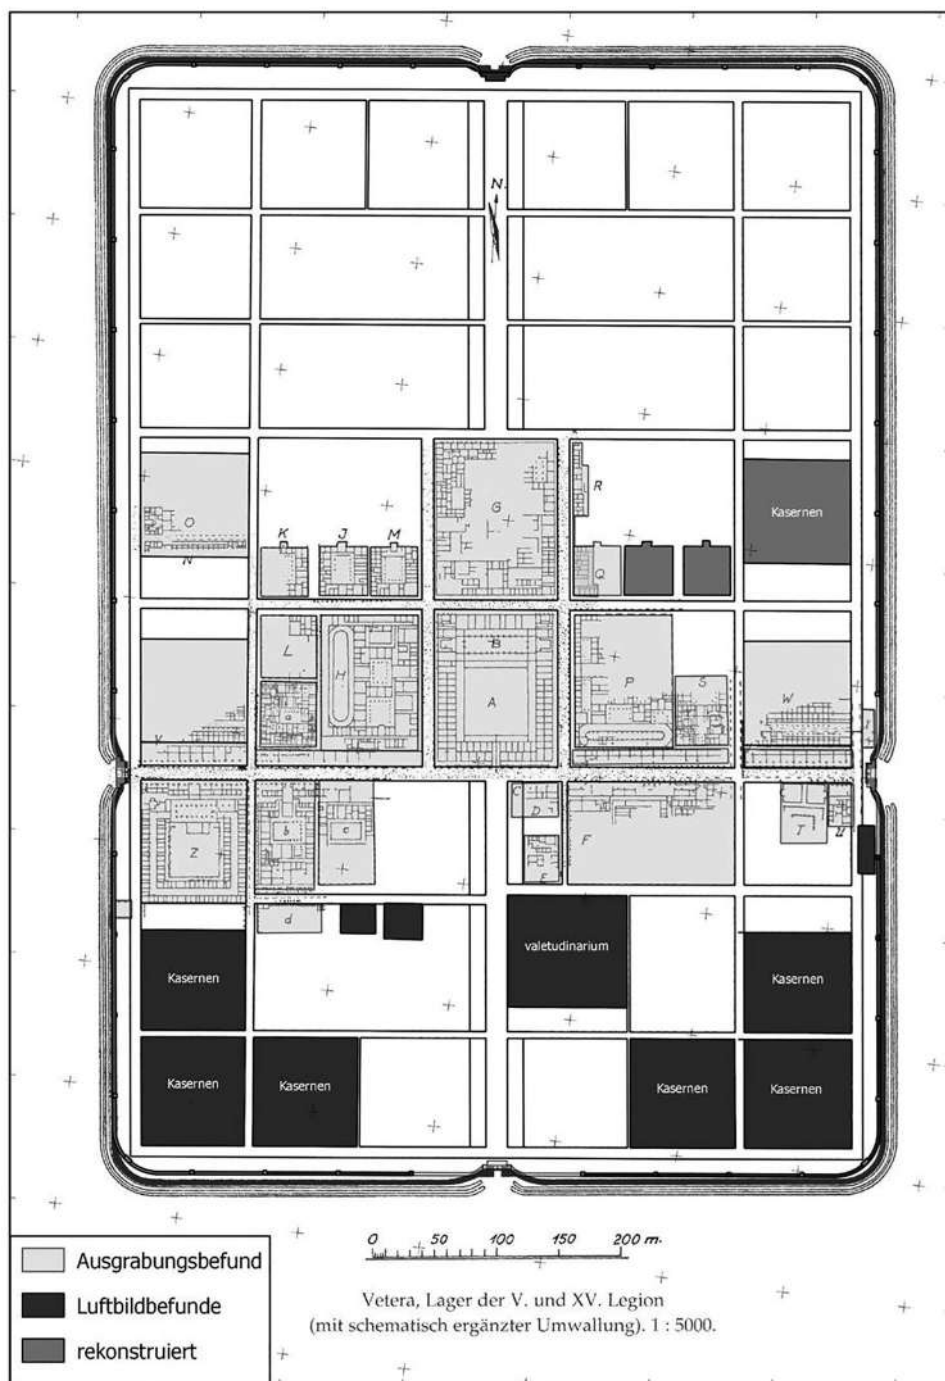 N.
G
R
Kasernen
O
N
K
J
M
Q
L
H
a
B
A
P
S
W
V
Z
b
c
C
D
E
F
T
U
d
valetudinarium
Kasernen
Kasernen
Kasernen
Kasernen
Kasernen
Kasernen
0 50 100 150 200 m.
Ausgrabungsbefund
Luftbildbefunde
rekonstruiert
Vetera, Lager der V. und XV. Legion
(mit schematisch ergänzter Umwallung). 1 : 5000.